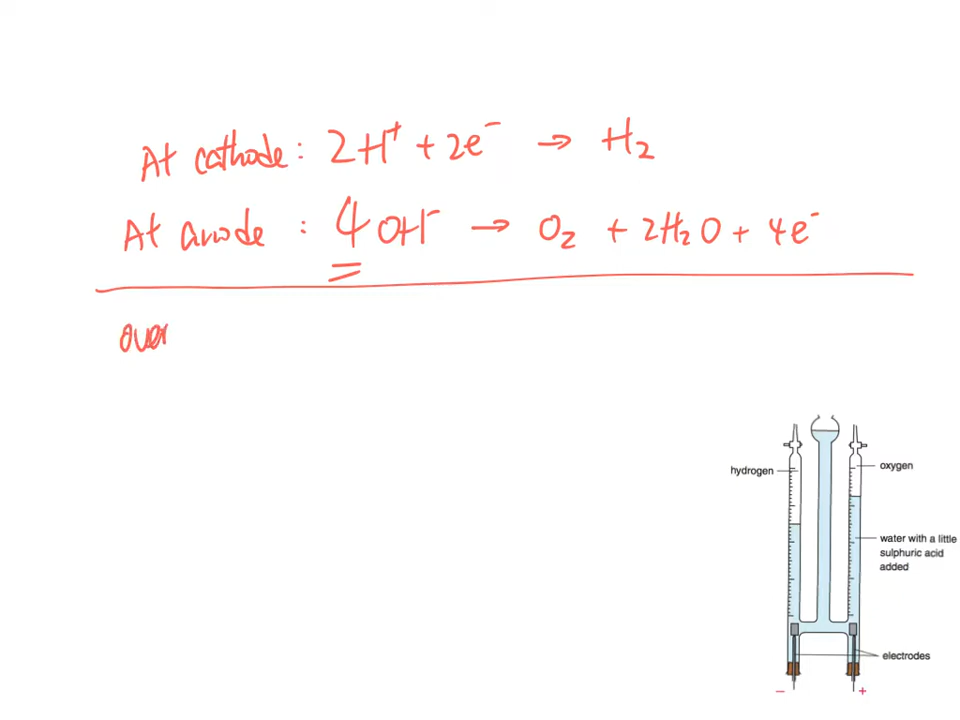 At cathode : 2H⁺ + 2e⁻ → H₂
At anode : 4OH⁻ → O₂ + 2H₂O + 4e⁻
over
hydrogen
oxygen
water with a little
sulphuric acid
added
electrodes
− +